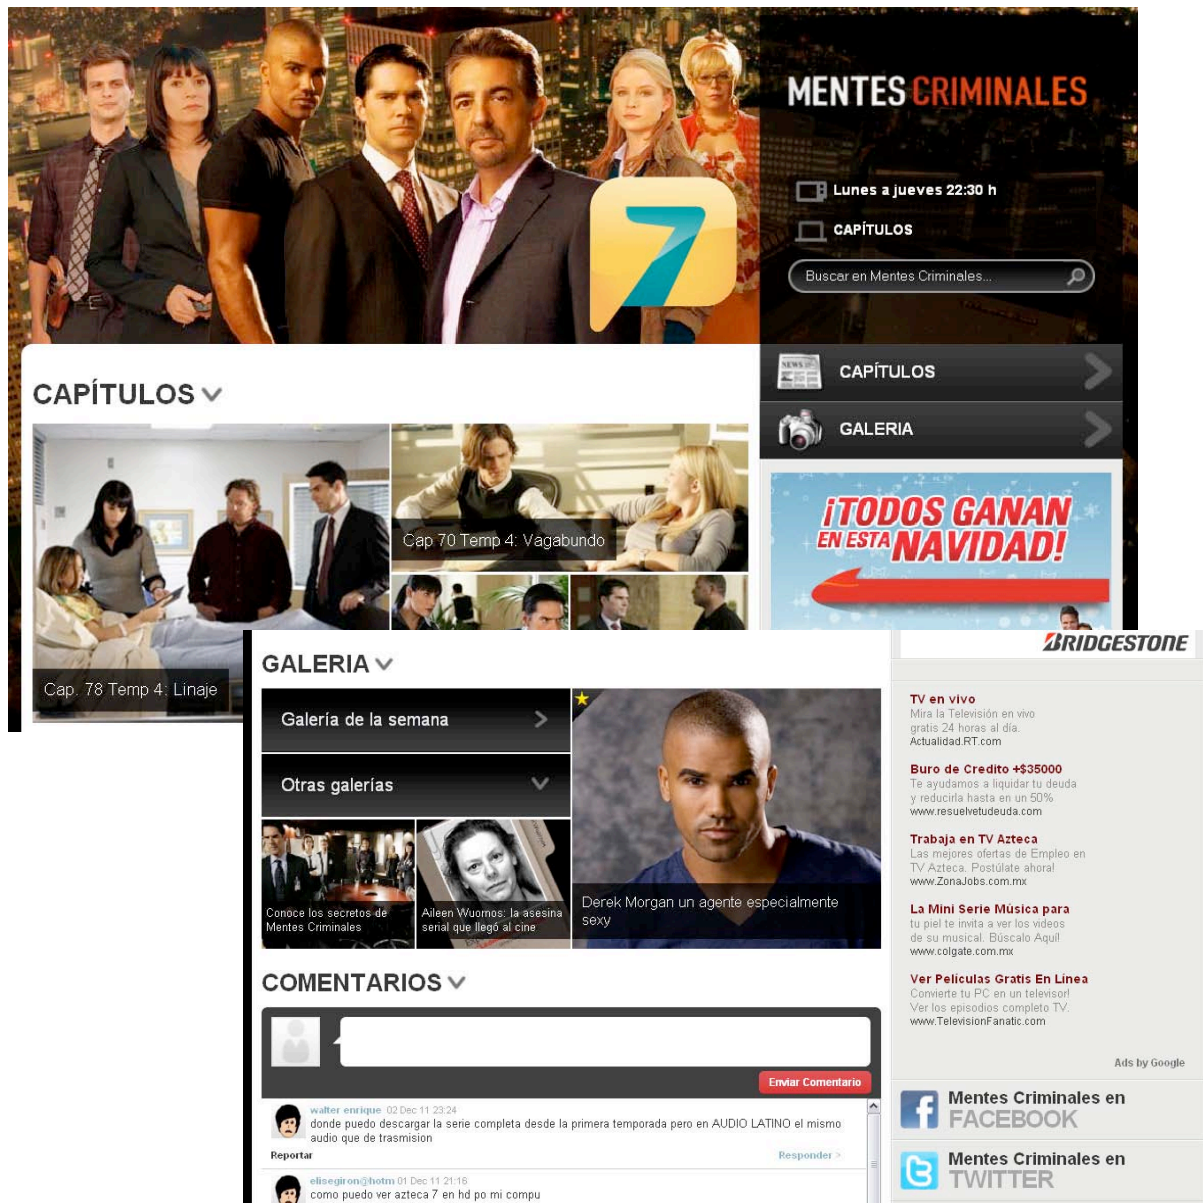 MENTES CRIMINALES
7
Lunes a jueves 22:30 h
CAPÍTULOS
Buscar en Mentes Criminales...
CAPÍTULOS
GALERIA
CAPÍTULOS
Cap 70 Temp 4: Vagabundo
Cap. 78 Temp 4: Linaje
NEWS
¡TODOS GANAN
EN ESTA NAVIDAD!
BRIDGESTONE
GALERIA
Galería de la semana
Otras galerías
Conoce los secretos de
Mentes Criminales
Aileen Wuornos: la asesina
serial que llegó al cine
Derek Morgan un agente especialmente
sexy
COMENTARIOS
Enviar Comentario
walter enrique 02 Dec 11 23:24
donde puedo descargar la serie completa desde la primera temporada pero en AUDIO LATINO el mismo
audio que de trasmision
Reportar
Responder >
elisegiron@hotm 01 Dec 11 21:16
como puedo ver azteca 7 en hd po mi compu
TV en vivo
Mira la Televisión en vivo
gratis 24 horas al día.
Actualidad.RT.com
Buro de Credito +$35000
Te ayudamos a liquidar tu deuda
y reducirla hasta en un 50%
www.resuelvetudeuda.com
Trabaja en TV Azteca
Las mejores ofertas de Empleo en
TV Azteca. Postúlate ahora!
www.ZonaJobs.com.mx
La Mini Serie Música para
tu piel te invita a ver los videos
de su musical. Búscalo Aquí!
www.colgate.com.mx
Ver Películas Gratis En Línea
Convierte tu PC en un televisor!
Ver los episodios completo TV.
www.TelevisionFanatic.com
Ads by Google
Mentes Criminales en
FACEBOOK
Mentes Criminales en
TWITTER